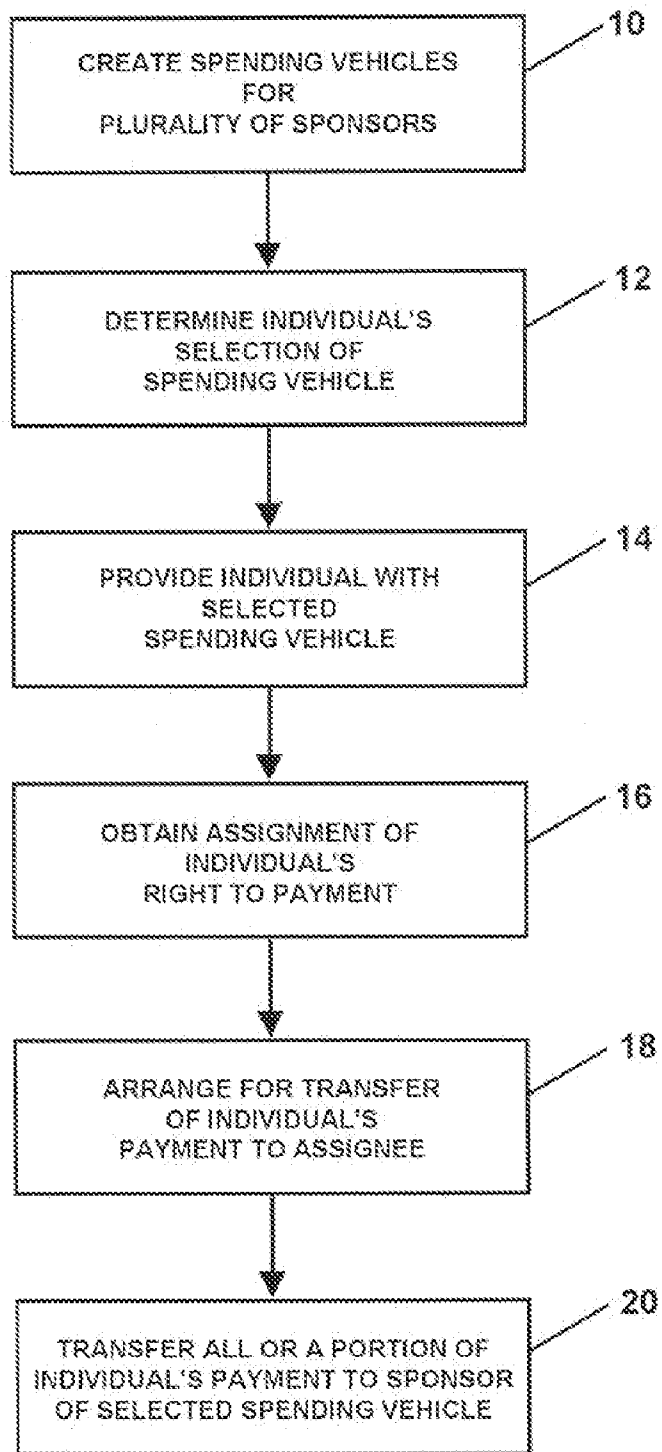 10
CREATE SPENDING VEHICLES
FOR
PLURALITY OF SPONSORS
12
DETERMINE INDIVIDUAL'S
SELECTION OF
SPENDING VEHICLE
14
PROVIDE INDIVIDUAL WITH
SELECTED
SPENDING VEHICLE
16
OBTAIN ASSIGNMENT OF
INDIVIDUAL'S
RIGHT TO PAYMENT
18
ARRANGE FOR TRANSFER
OF INDIVIDUAL'S
PAYMENT TO ASSIGNEE
20
TRANSFER ALL OR A PORTION OF
INDIVIDUAL'S PAYMENT TO SPONSOR
OF SELECTED SPENDING VEHICLE